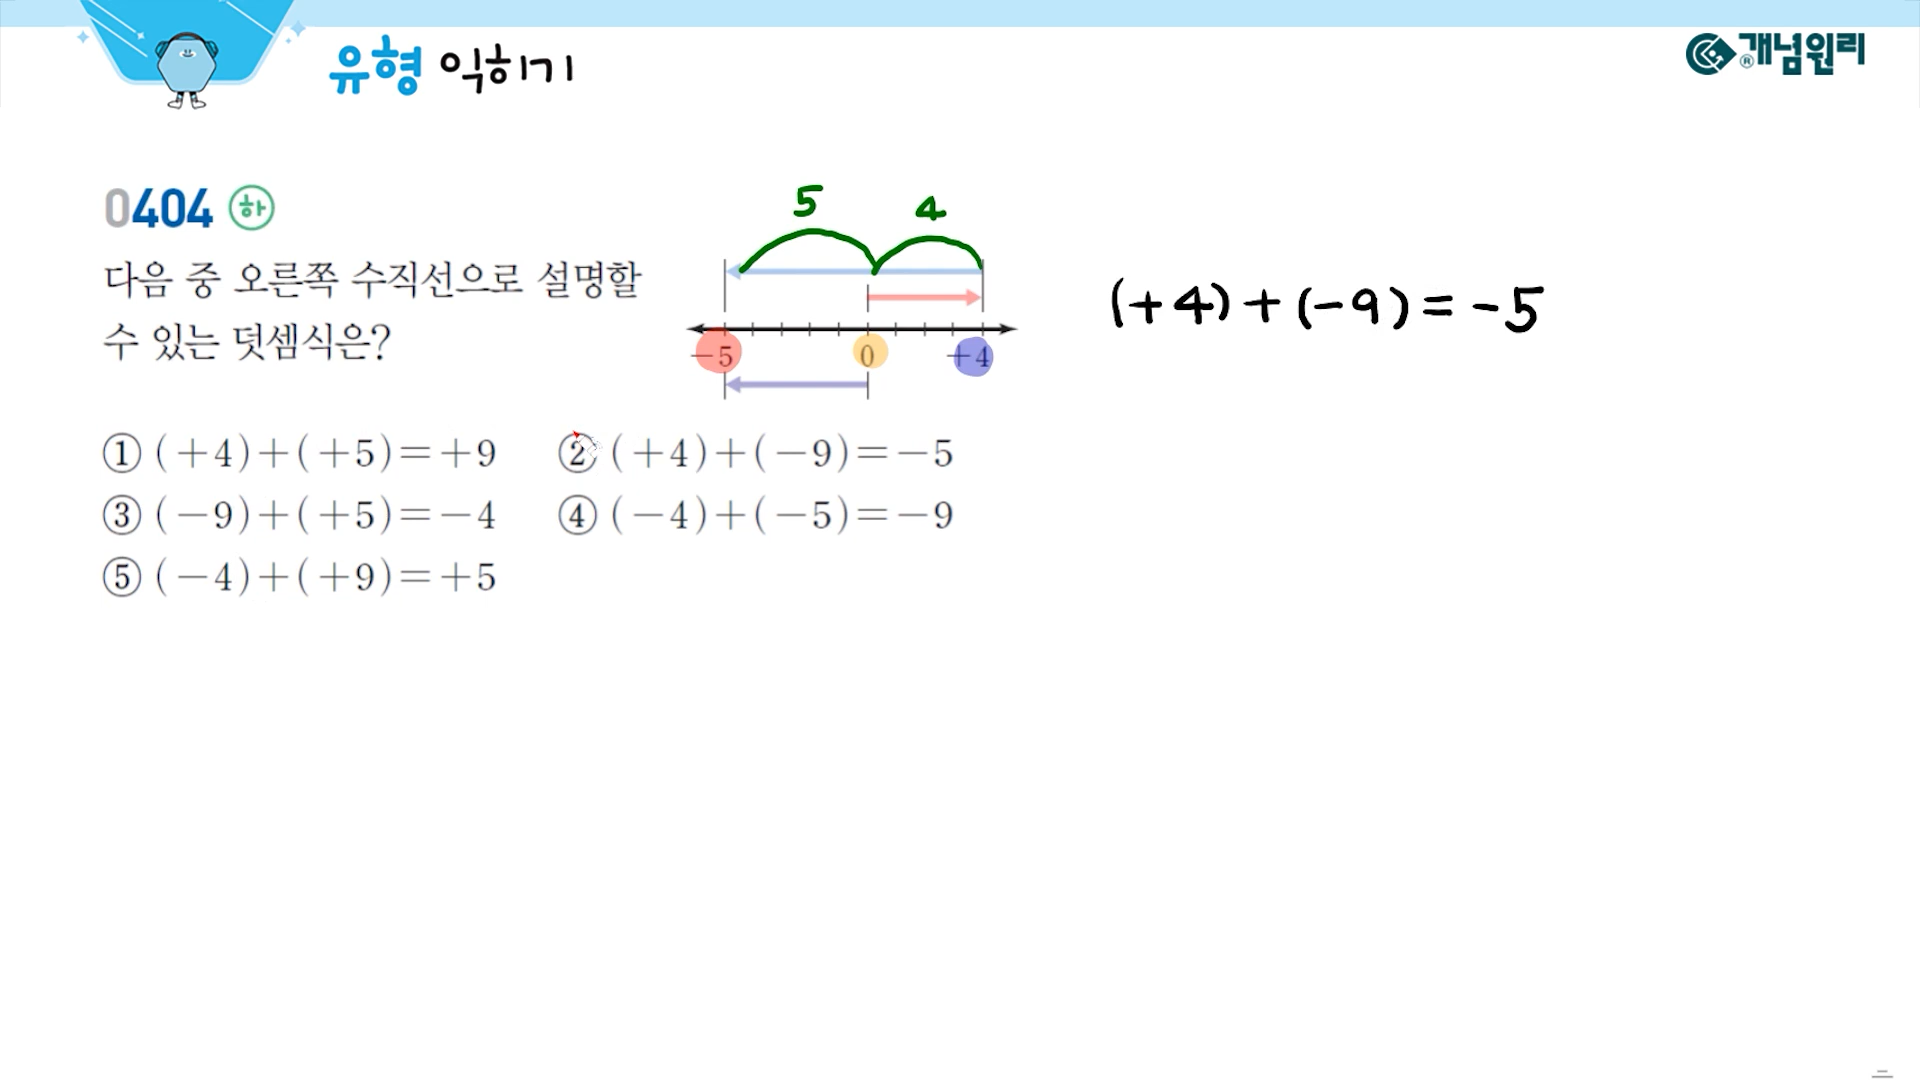 유형 익히기
개념원리®
0404 하
다음 중 오른쪽 수직선으로 설명할
수 있는 덧셈식은?
5 4
-5 0 +4
(+4)+(-9)=-5
① (+4)+(+5)=+9 ② (+4)+(-9)=-5
③ (-9)+(+5)=-4 ④ (-4)+(-5)=-9
⑤ (-4)+(+9)=+5